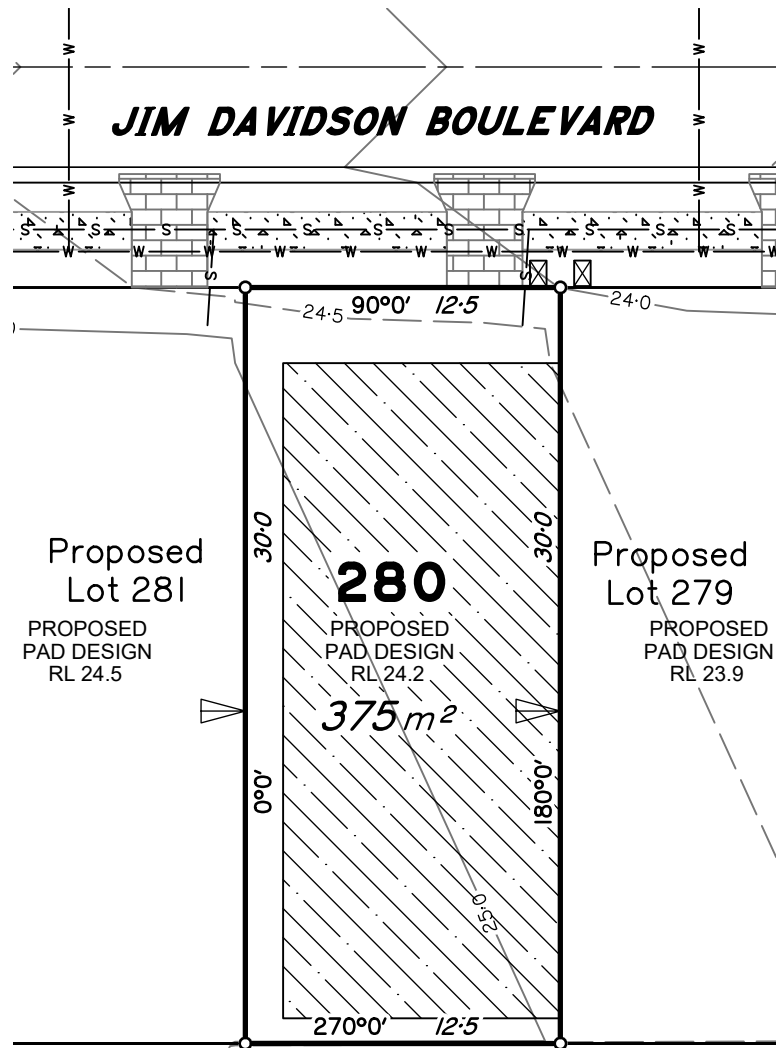 W
W
W
W
W
W
JIM DAVIDSON BOULEVARD
S
S
S
S
S
S
S
S
S
S
W
W
W
W
W
W
W
W
W
W
S
S
24·5
90°0' 12·5
24·0
30·0
30·0
Proposed
Lot 281
PROPOSED
PAD DESIGN
RL 24.5
280
PROPOSED
PAD DESIGN
RL 24.2
375 m²
Proposed
Lot 279
PROPOSED
PAD DESIGN
RL 23.9
0°0'
180°0'
25·0
270°0' 12·5